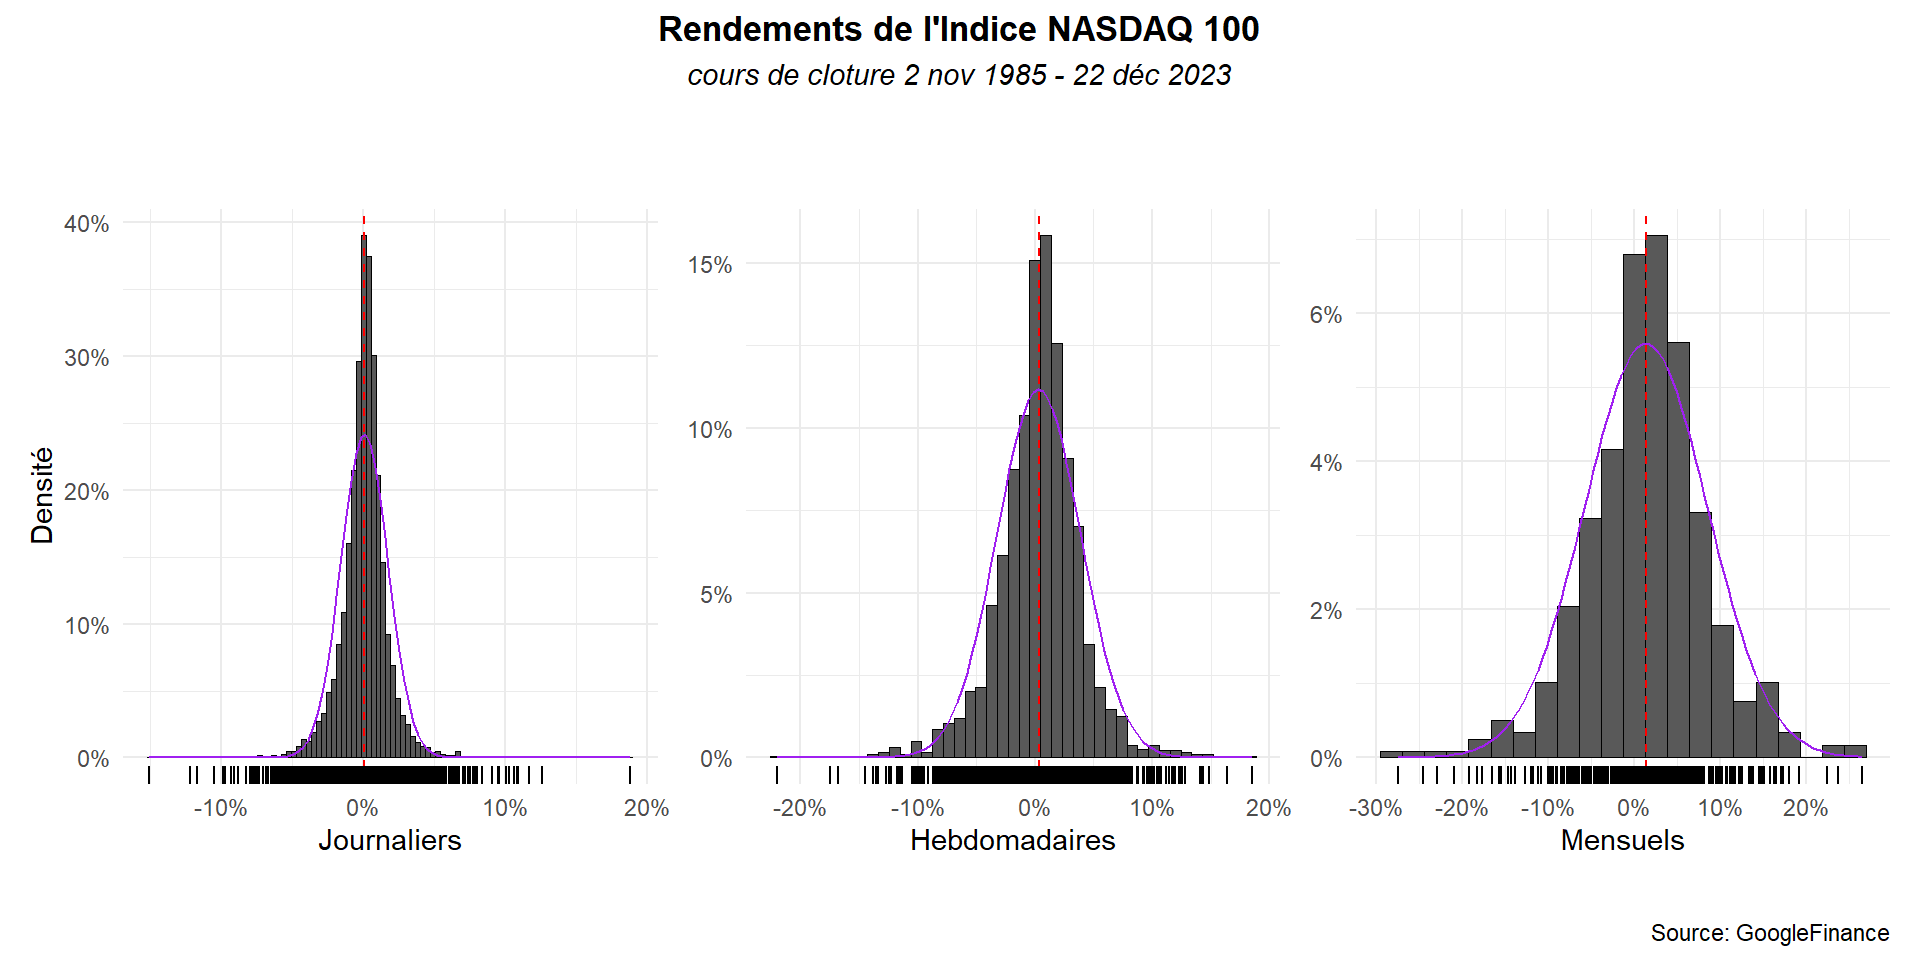 Rendements de l'Indice NASDAQ 100
cours de cloture 2 nov 1985 - 22 déc 2023
Densité
40%
30%
20%
10%
0%
-10% 0% 10% 20%
Journaliers
15%
10%
5%
0%
-20% -10% 0% 10% 20%
Hebdomadaires
6%
4%
2%
0%
-30% -20% -10% 0% 10% 20%
Mensuels
Source: GoogleFinance